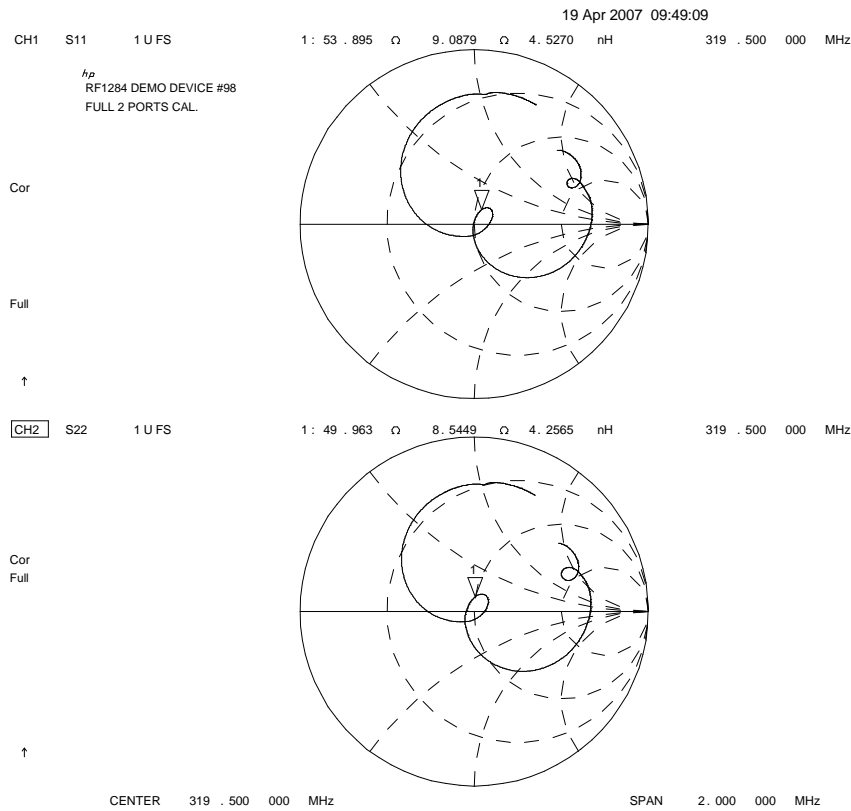 19 Apr 2007 09:49:09
CH1 S11 1 U FS 1: 53 . 895 Ω 9. 0879 Ω 4. 5270 nH 319 . 500 000 MHz
hp
RF1284 DEMO DEVICE #98
FULL 2 PORTS CAL.
1
Cor
Full
↑
CH2 S22 1 U FS 1: 49 . 963 Ω 8. 5449 Ω 4. 2565 nH 319 . 500 000 MHz
1
Cor
Full
↑
CENTER 319 . 500 000 MHz SPAN 2. 000 000 MHz